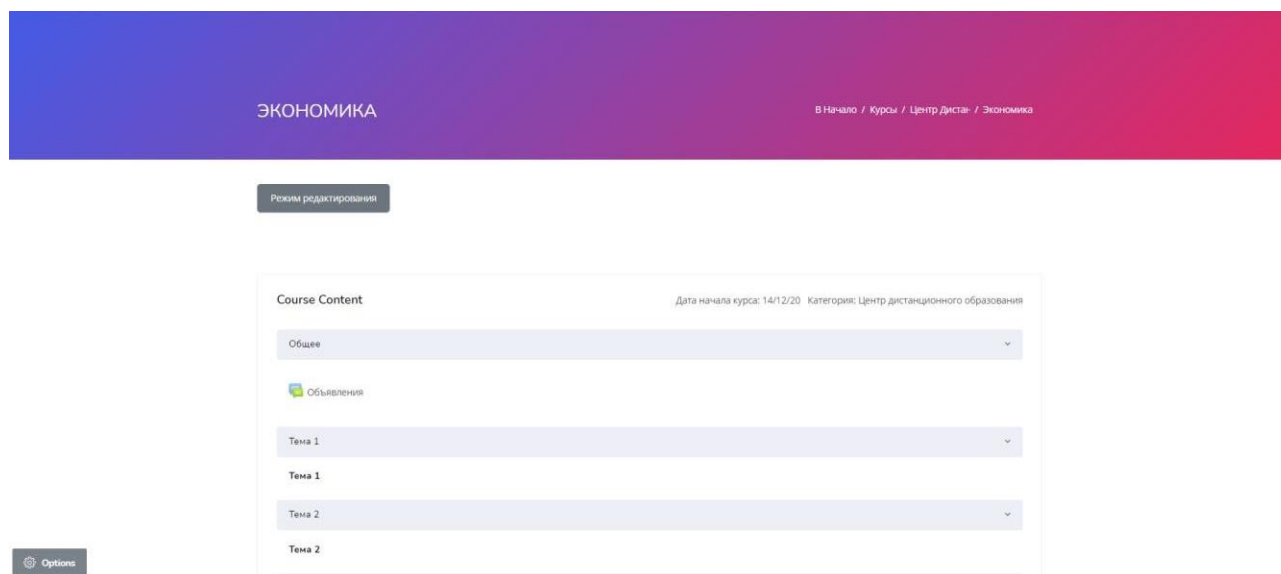 ЭКОНОМИКА
В Начало / Курсы / Центр Дистан / Экономика
Режим редактирования
Course Content
Дата начала курса: 14/12/20 Категория: Центр дистанционного образования
Общее
Объявления
Тема 1
Тема 1
Тема 2
Тема 2
Options